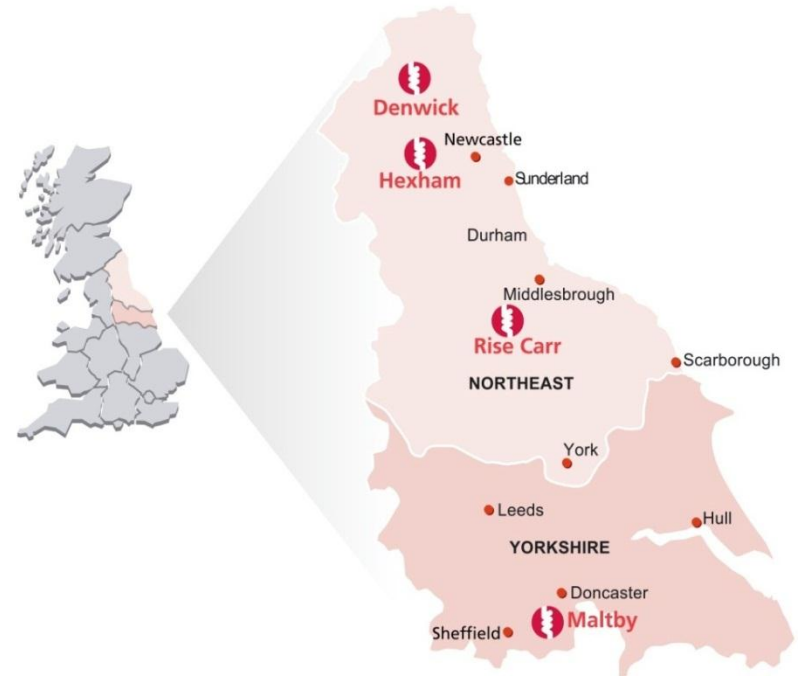 Denwick
Newcastle
Hexham
Sunderland
Durham
Middlesbrough
Rise Carr
Scarborough
NORTHEAST
York
Leeds
Hull
YORKSHIRE
Doncaster
Maltby
Sheffield